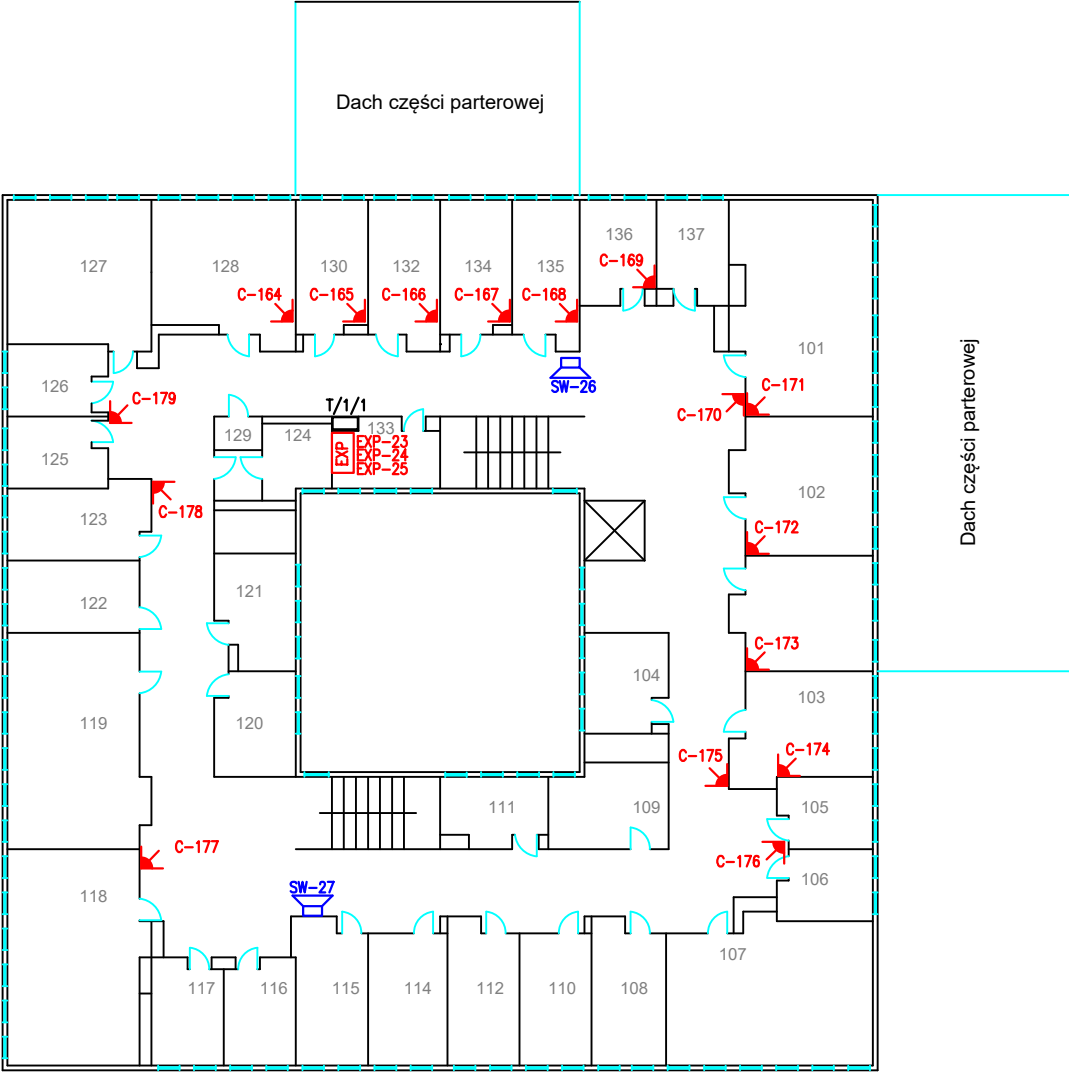 Dach części parterowej
Dach części parterowej
127
128
130
132
134
135
136
137
C-169
C-164
C-165
C-166
C-167
C-168
101
126
C-179
SW-26
C-171
C-170
T/1/1
129
124
133
EXP
EXP-23
EXP-24
EXP-25
125
123
C-178
102
C-172
122
121
C-173
104
103
119
120
C-175
C-174
111
109
105
C-177
C-176
106
118
SW-27
107
117
116
115
114
112
110
108